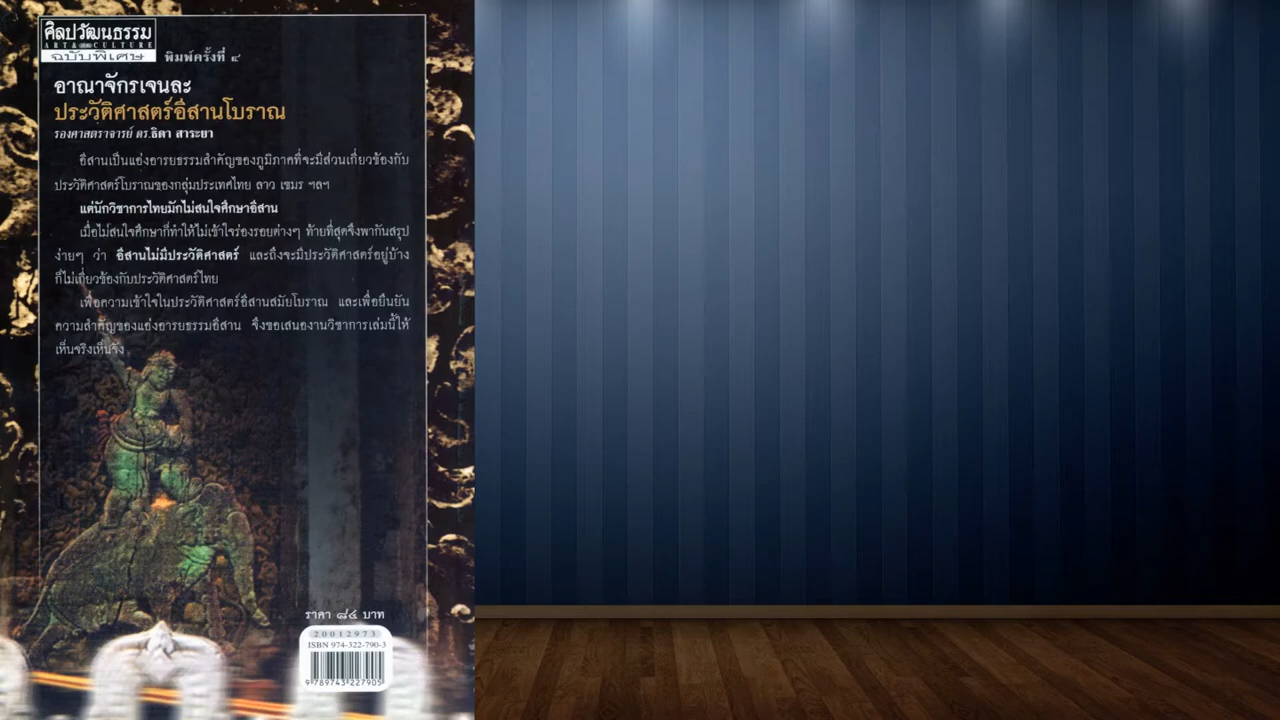 ศิลปวัฒนธรรม
ART & CULTURE
ฉบับพิเศษ
พิมพ์ครั้งที่ ๔
อาณาจักรเจนละ
ประวัติศาสตร์อีสานโบราณ
รองศาสตราจารย์ ดร.ธิดา สาระยา
อีสานเป็นแอ่งอารยธรรมสำคัญของภูมิภาคที่จะมีส่วนเกี่ยวข้องกับ
ประวัติศาสตร์โบราณของกลุ่มประเทศไทย ลาว เขมร ฯลฯ
แต่นักวิชาการไทยมักไม่สนใจศึกษาอีสาน
เมื่อไม่สนใจศึกษาก็ทำให้ไม่เข้าใจร่องรอยต่างๆ ท้ายที่สุดจึงพากันสรุป
ง่ายๆ ว่า อีสานไม่มีประวัติศาสตร์ และถึงจะมีประวัติศาสตร์อยู่บ้าง
ก็ไม่เกี่ยวข้องกับประวัติศาสตร์ไทย
เพื่อความเข้าใจในประวัติศาสตร์อีสานสมัยโบราณ และเพื่อยืนยัน
ความสำคัญของแอ่งอารยธรรมอีสาน จึงขอเสนองานวิชาการเล่มนี้ให้
เห็นจริงเห็นจัง
ราคา ๘๔ บาท
20012973
ISBN 974-322-790-3
9 789743 227905